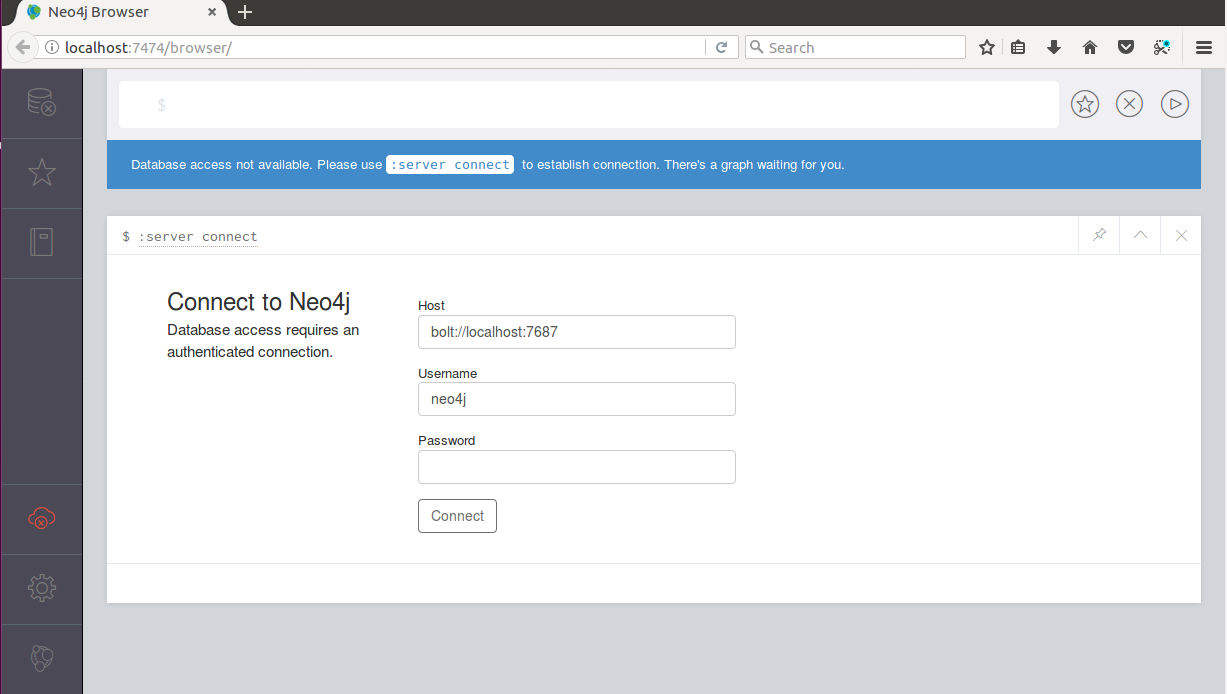 Neo4j Browser
localhost:7474/browser/
Search
$
Database access not available. Please use :server connect to establish connection. There's a graph waiting for you.
$ :server connect
Connect to Neo4j
Database access requires an
authenticated connection.
Host
bolt://localhost:7687
Username
neo4j
Password
Connect